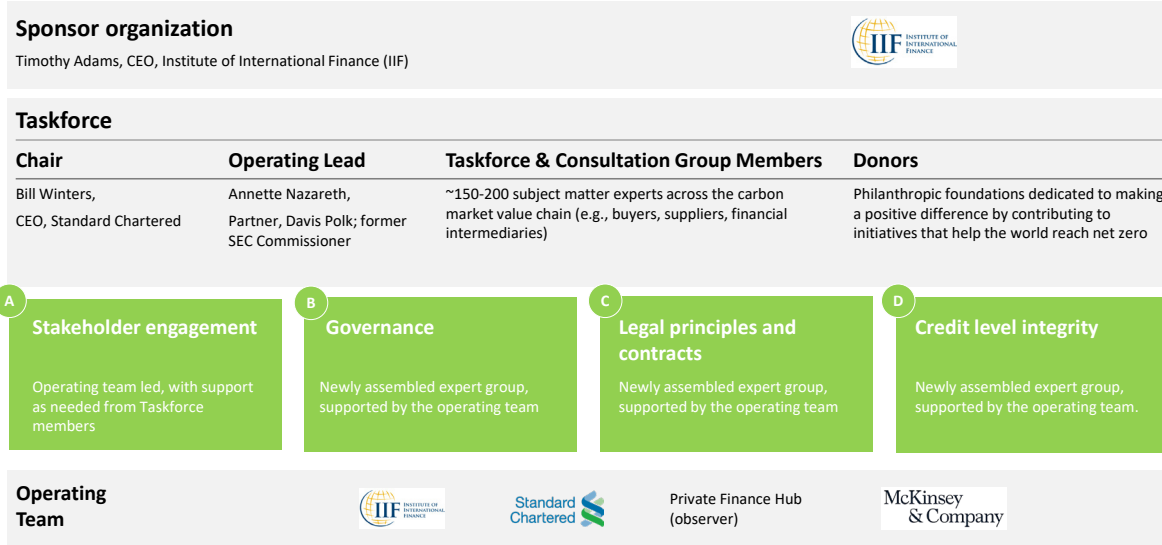 Sponsor organization
Timothy Adams, CEO, Institute of International Finance (IIF)
IIF INSTITUTE OF
INTERNATIONAL
FINANCE
Taskforce
Chair
Bill Winters,
CEO, Standard Chartered
Operating Lead
Annette Nazareth,
Partner, Davis Polk; former
SEC Commissioner
Taskforce & Consultation Group Members
~150-200 subject matter experts across the carbon
market value chain (e.g., buyers, suppliers, financial
intermediaries)
Donors
Philanthropic foundations dedicated to making
a positive difference by contributing to
initiatives that help the world reach net zero
A
Stakeholder engagement
Operating team led, with support
as needed from Taskforce
members
B
Governance
Newly assembled expert group,
supported by the operating team
C
Legal principles and
contracts
Newly assembled expert group,
supported by the operating team
D
Credit level integrity
Newly assembled expert group,
supported by the operating team.
Operating
Team
IIF INSTITUTE OF
INTERNATIONAL
FINANCE
Standard
Chartered
Private Finance Hub
(observer)
McKinsey
& Company